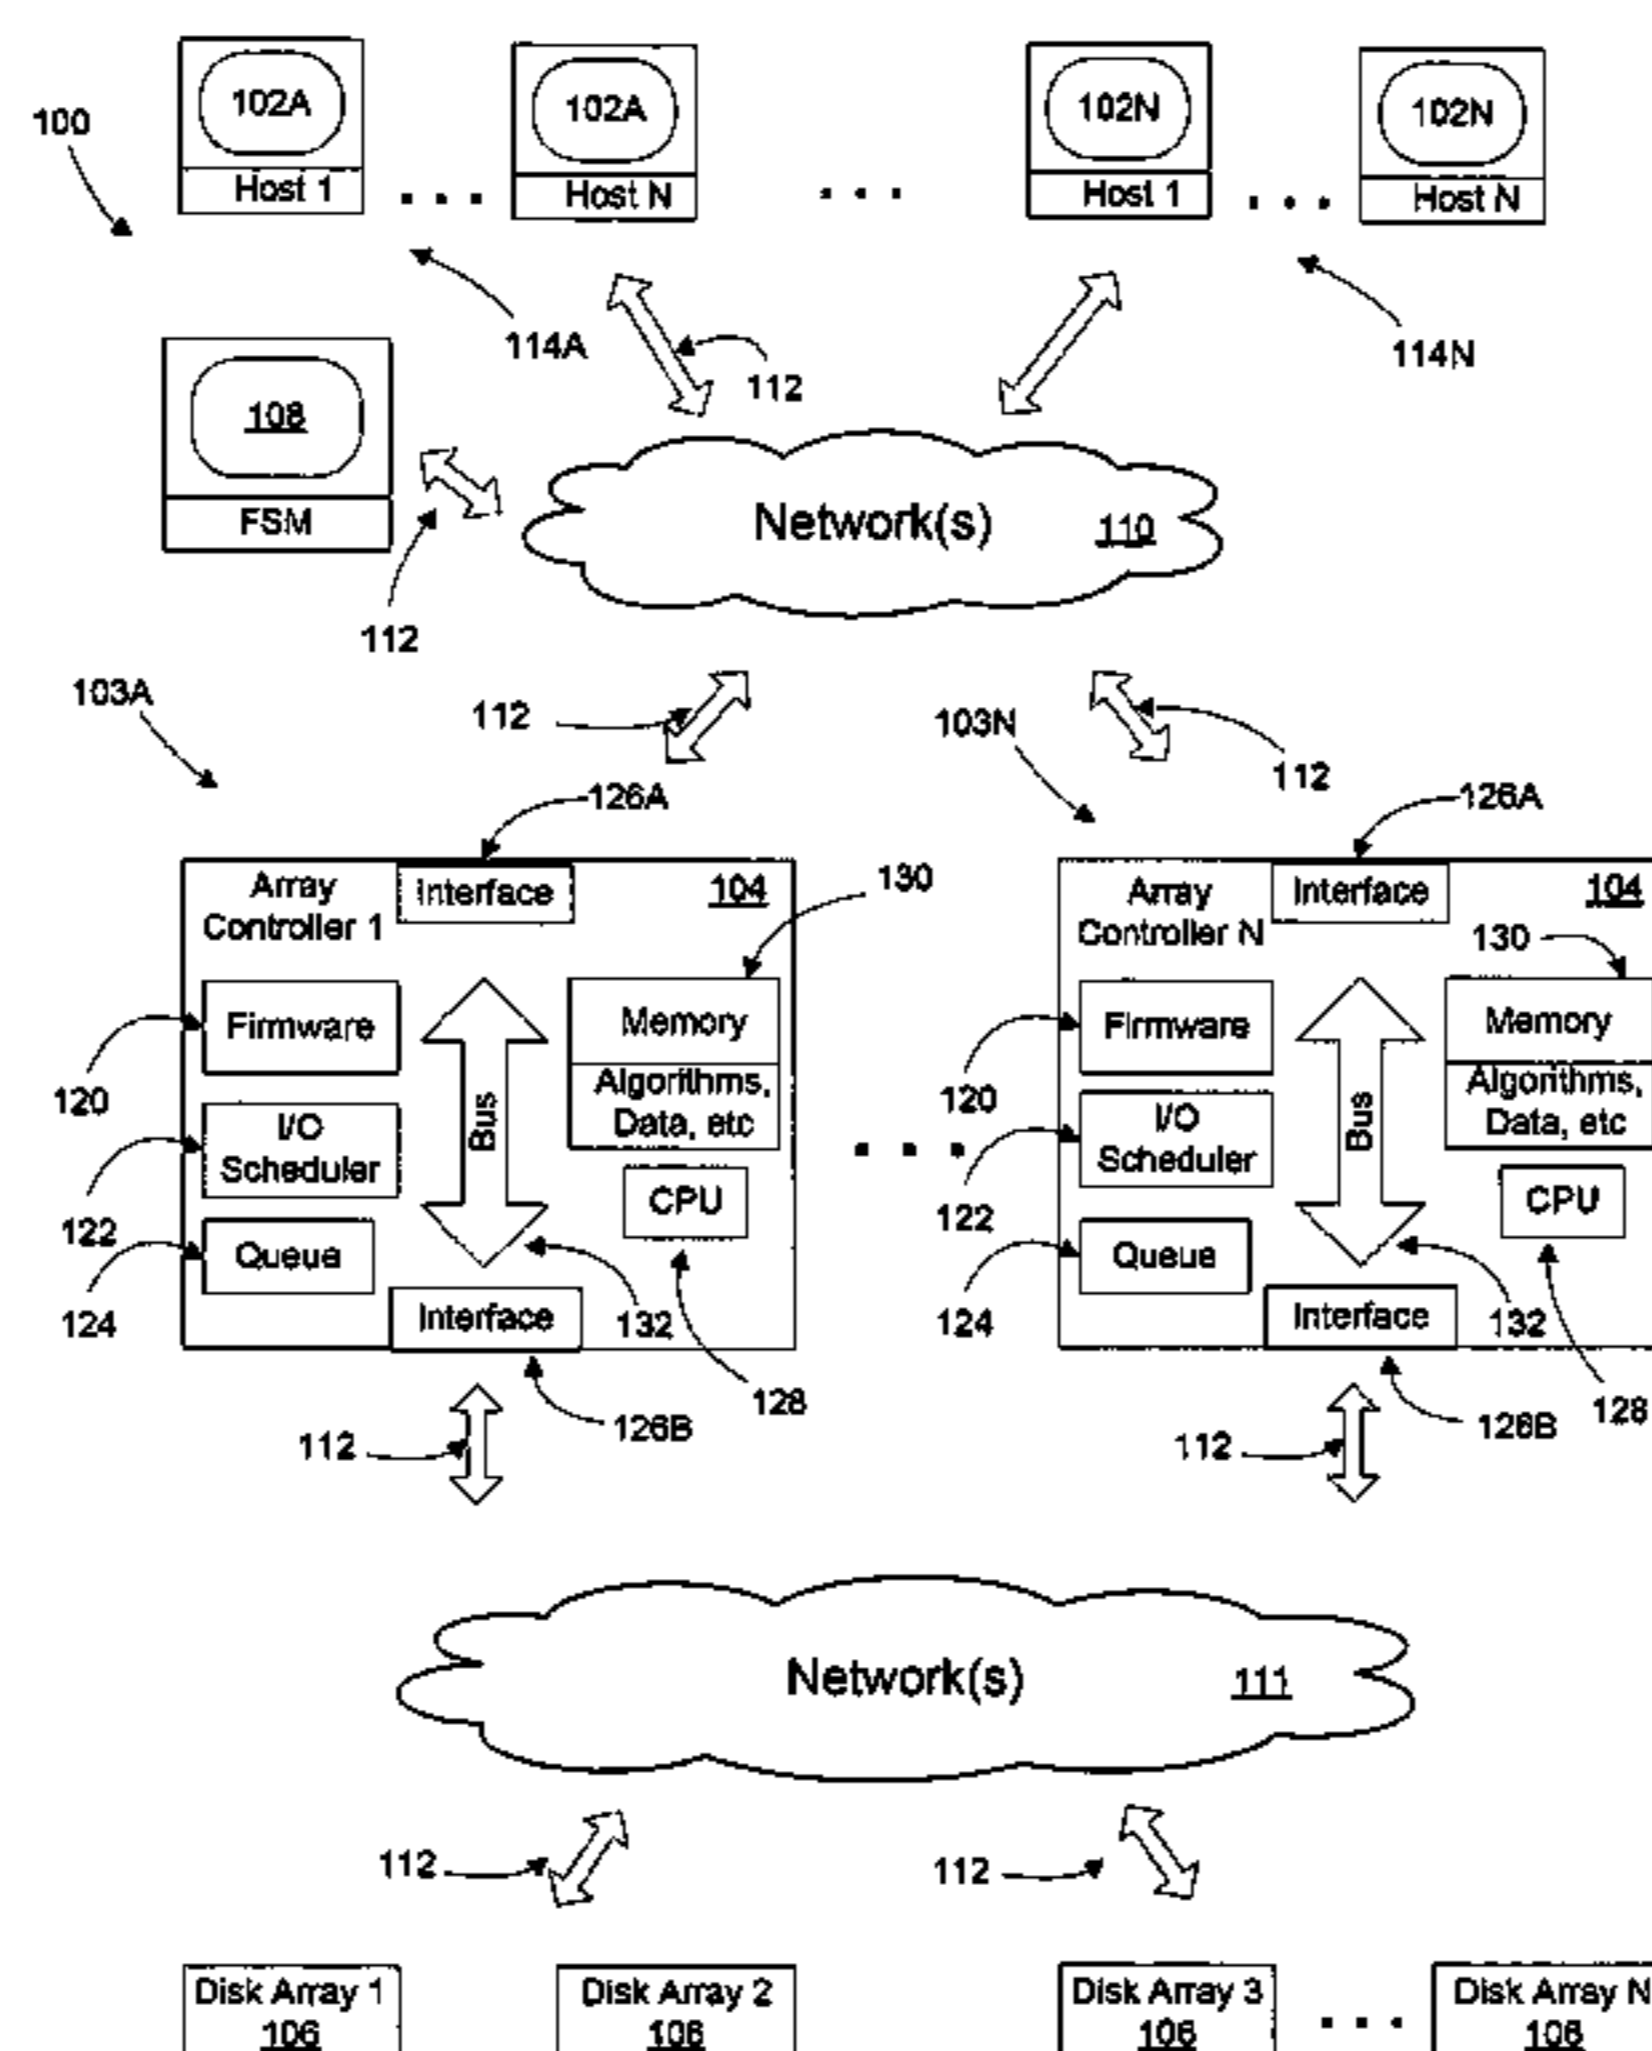 100
102A
Host 1
102A
Host N
102N
Host 1
102N
Host N
114A
112
114N
108
FSM
112
Network(s) 110
103A
112
103N
112
126A
Array Controller 1
Interface
104
130
Firmware
120
I/O
Scheduler
122
Queue
124
Bus
Memory
Algorithms,
Data, etc
CPU
Interface
132
128
126B
112
126A
Array Controller N
Interface
104
130
Firmware
120
I/O
Scheduler
122
Queue
124
Bus
Memory
Algorithms,
Data, etc
CPU
Interface
132
128
126B
112
Network(s) 111
112
112
Disk Array 1
106
Disk Array 2
106
Disk Array 3
106
Disk Array N
106